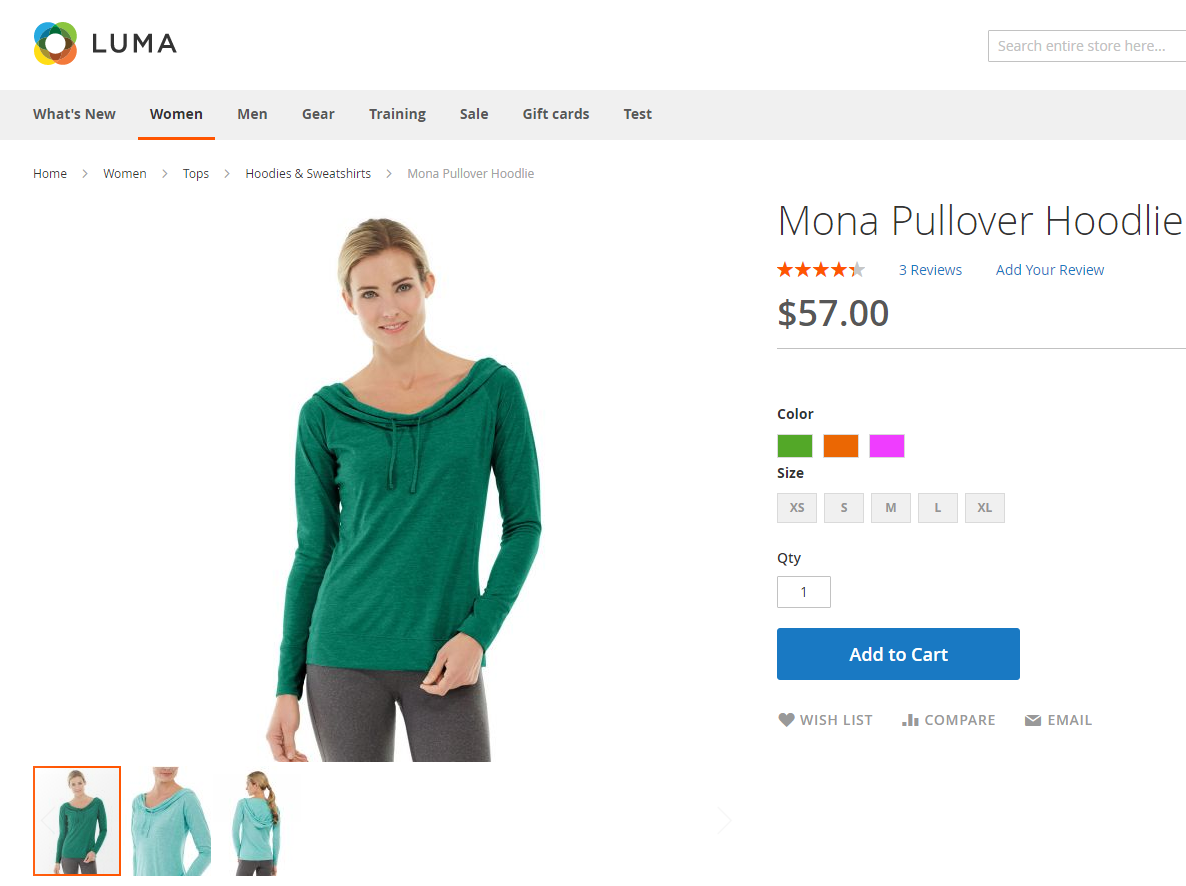 LUMA
Search entire store here...
What's New Women Men Gear Training Sale Gift cards Test
Home > Women > Tops > Hoodies & Sweatshirts > Mona Pullover Hoodlie
Mona Pullover Hoodlie
3 Reviews Add Your Review
$57.00
Color
Size
XS S M L XL
Qty
1
Add to Cart
WISH LIST COMPARE EMAIL